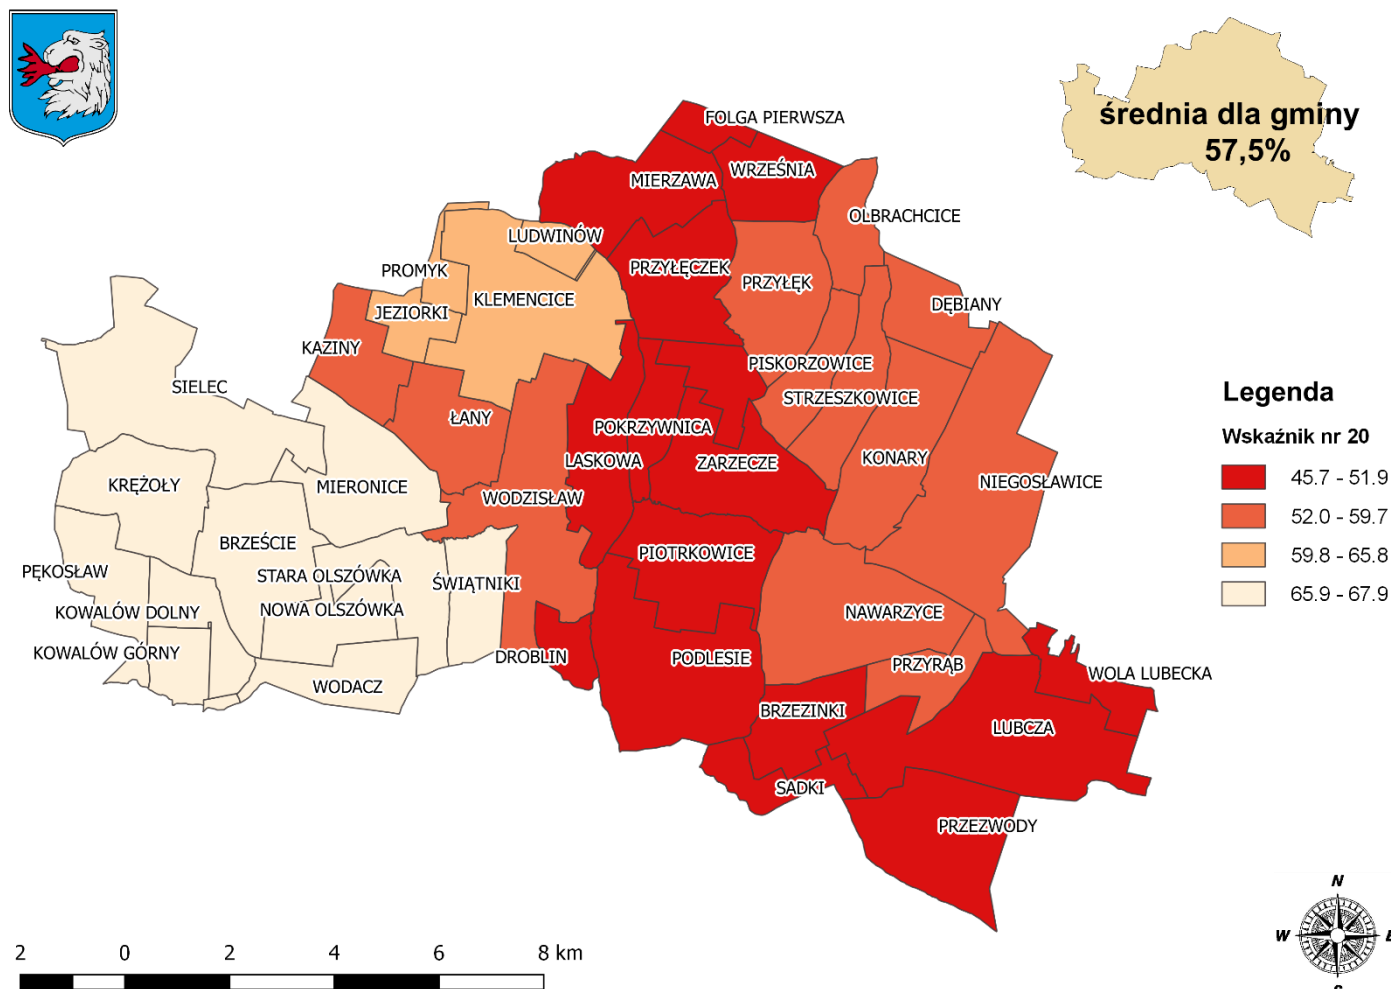 średnia dla gminy
57,5%
FOLGA PIERWSZA
WRZEŚNIA
MIERZAWA
OLBRACHCICE
LUDWINÓW
PROMYK
PRZYŁĘCZEK
PRZYŁĘK
KLEMENCICE
DĘBIANY
JEZIORKI
KAZINY
PISKORZOWICE
SIELEC
STRZESZKOWICE
ŁANY
POKRZYWNICA
LASKOWA
ZARZECZE
KONARY
NIEGOSŁAWICE
KRĘŻOŁY
MIERONICE
WODZISŁAW
BRZEŚCIE
PIOTRKOWICE
PĘKOSŁAW
STARA OLSZÓWKA
ŚWIĄTNIKI
KOWALÓW DOLNY
NOWA OLSZÓWKA
NAWARZYCE
KOWALÓW GÓRNY
DROBLIN
PODLESIE
PRZYRĄB
WOLA LUBECKA
WODACZ
BRZEZINKI
LUBCZA
SADKI
PRZEZWODY
Legenda
Wskaźnik nr 20
45.7 - 51.9
52.0 - 59.7
59.8 - 65.8
65.9 - 67.9
2 0 2 4 6 8 km
N
W E
S